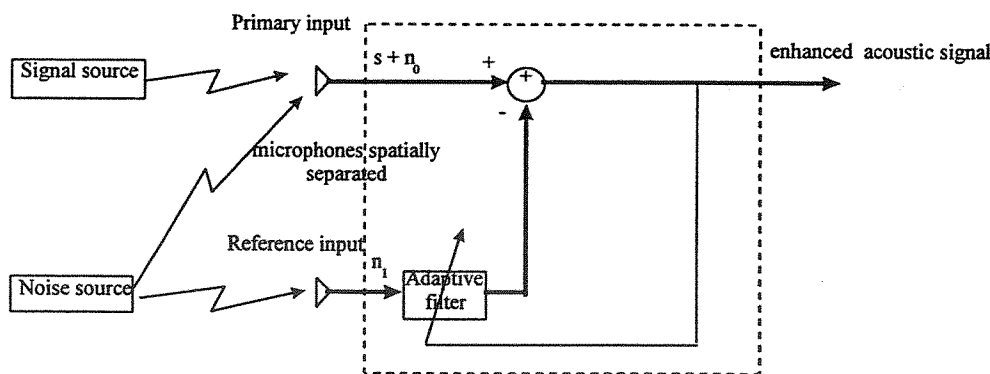 Primary input
enhanced acoustic signal
Signal source
s + n0
+
+
-
microphones spatially
separated
Reference input
n1
Noise source
Adaptive
filter